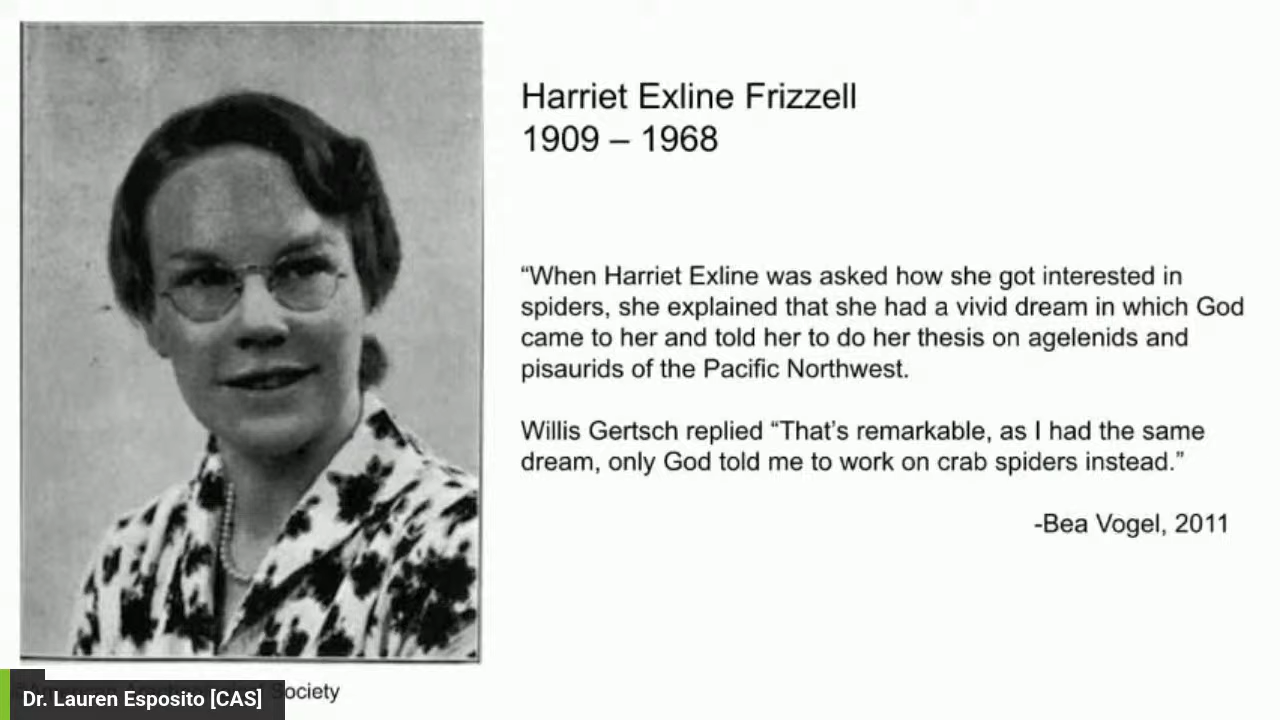 Harriet Exline Frizzell
1909 – 1968
“When Harriet Exline was asked how she got interested in
spiders, she explained that she had a vivid dream in which God
came to her and told her to do her thesis on agelenids and
pisaurids of the Pacific Northwest.
Willis Gertsch replied “That’s remarkable, as I had the same
dream, only God told me to work on crab spiders instead.”
-Bea Vogel, 2011
Dr. Lauren Esposito [CAS]